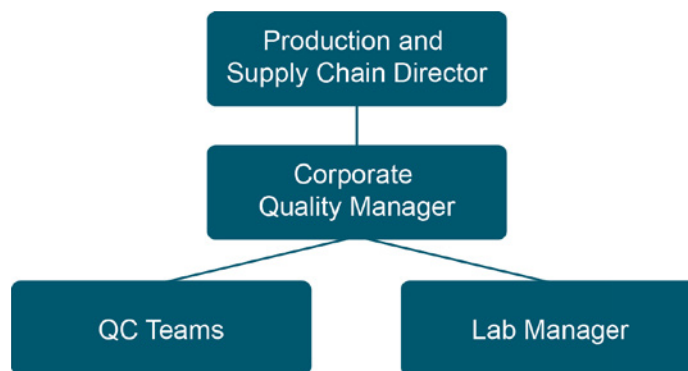 Production and
Supply Chain Director
Corporate
Quality Manager
QC Teams
Lab Manager